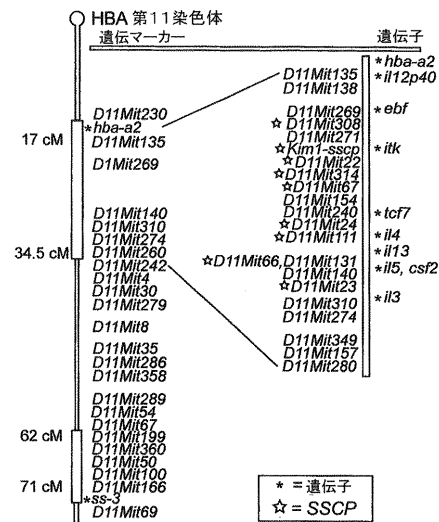 HBA 第11染色体
遺伝マーカー
遺伝子
D11Mit230
*hba-a2
17 cM
D11Mit135
D1Mit269
D11Mit140
D11Mit310
D11Mit274
34.5 cM
D11Mit260
D11Mit242
D11Mit4
D11Mit30
D11Mit279
D11Mit8
D11Mit35
D11Mit286
D11Mit358
D11Mit289
D11Mit54
D11Mit67
62 cM
D11Mit199
D11Mit360
D11Mit50
D11Mit100
71 cM
D11Mit166
*ss-3
D11Mit69
*hba-a2
D11Mit135
*il12p40
D11Mit138
D11Mit269
*ebf
☆D11Mit308
D11Mit271
☆Kim1-sscp
*itk
☆D11Mit22
☆D11Mit314
☆D11Mit67
D11Mit154
D11Mit240
*tcf7
☆D11Mit24
☆D11Mit111
*il4
*il13
☆D11Mit66,D11Mit131
*il5, csf2
D11Mit140
☆D11Mit23
*il3
D11Mit310
D11Mit274
D11Mit349
D11Mit157
D11Mit280
* = 遺伝子
☆ = SSCP